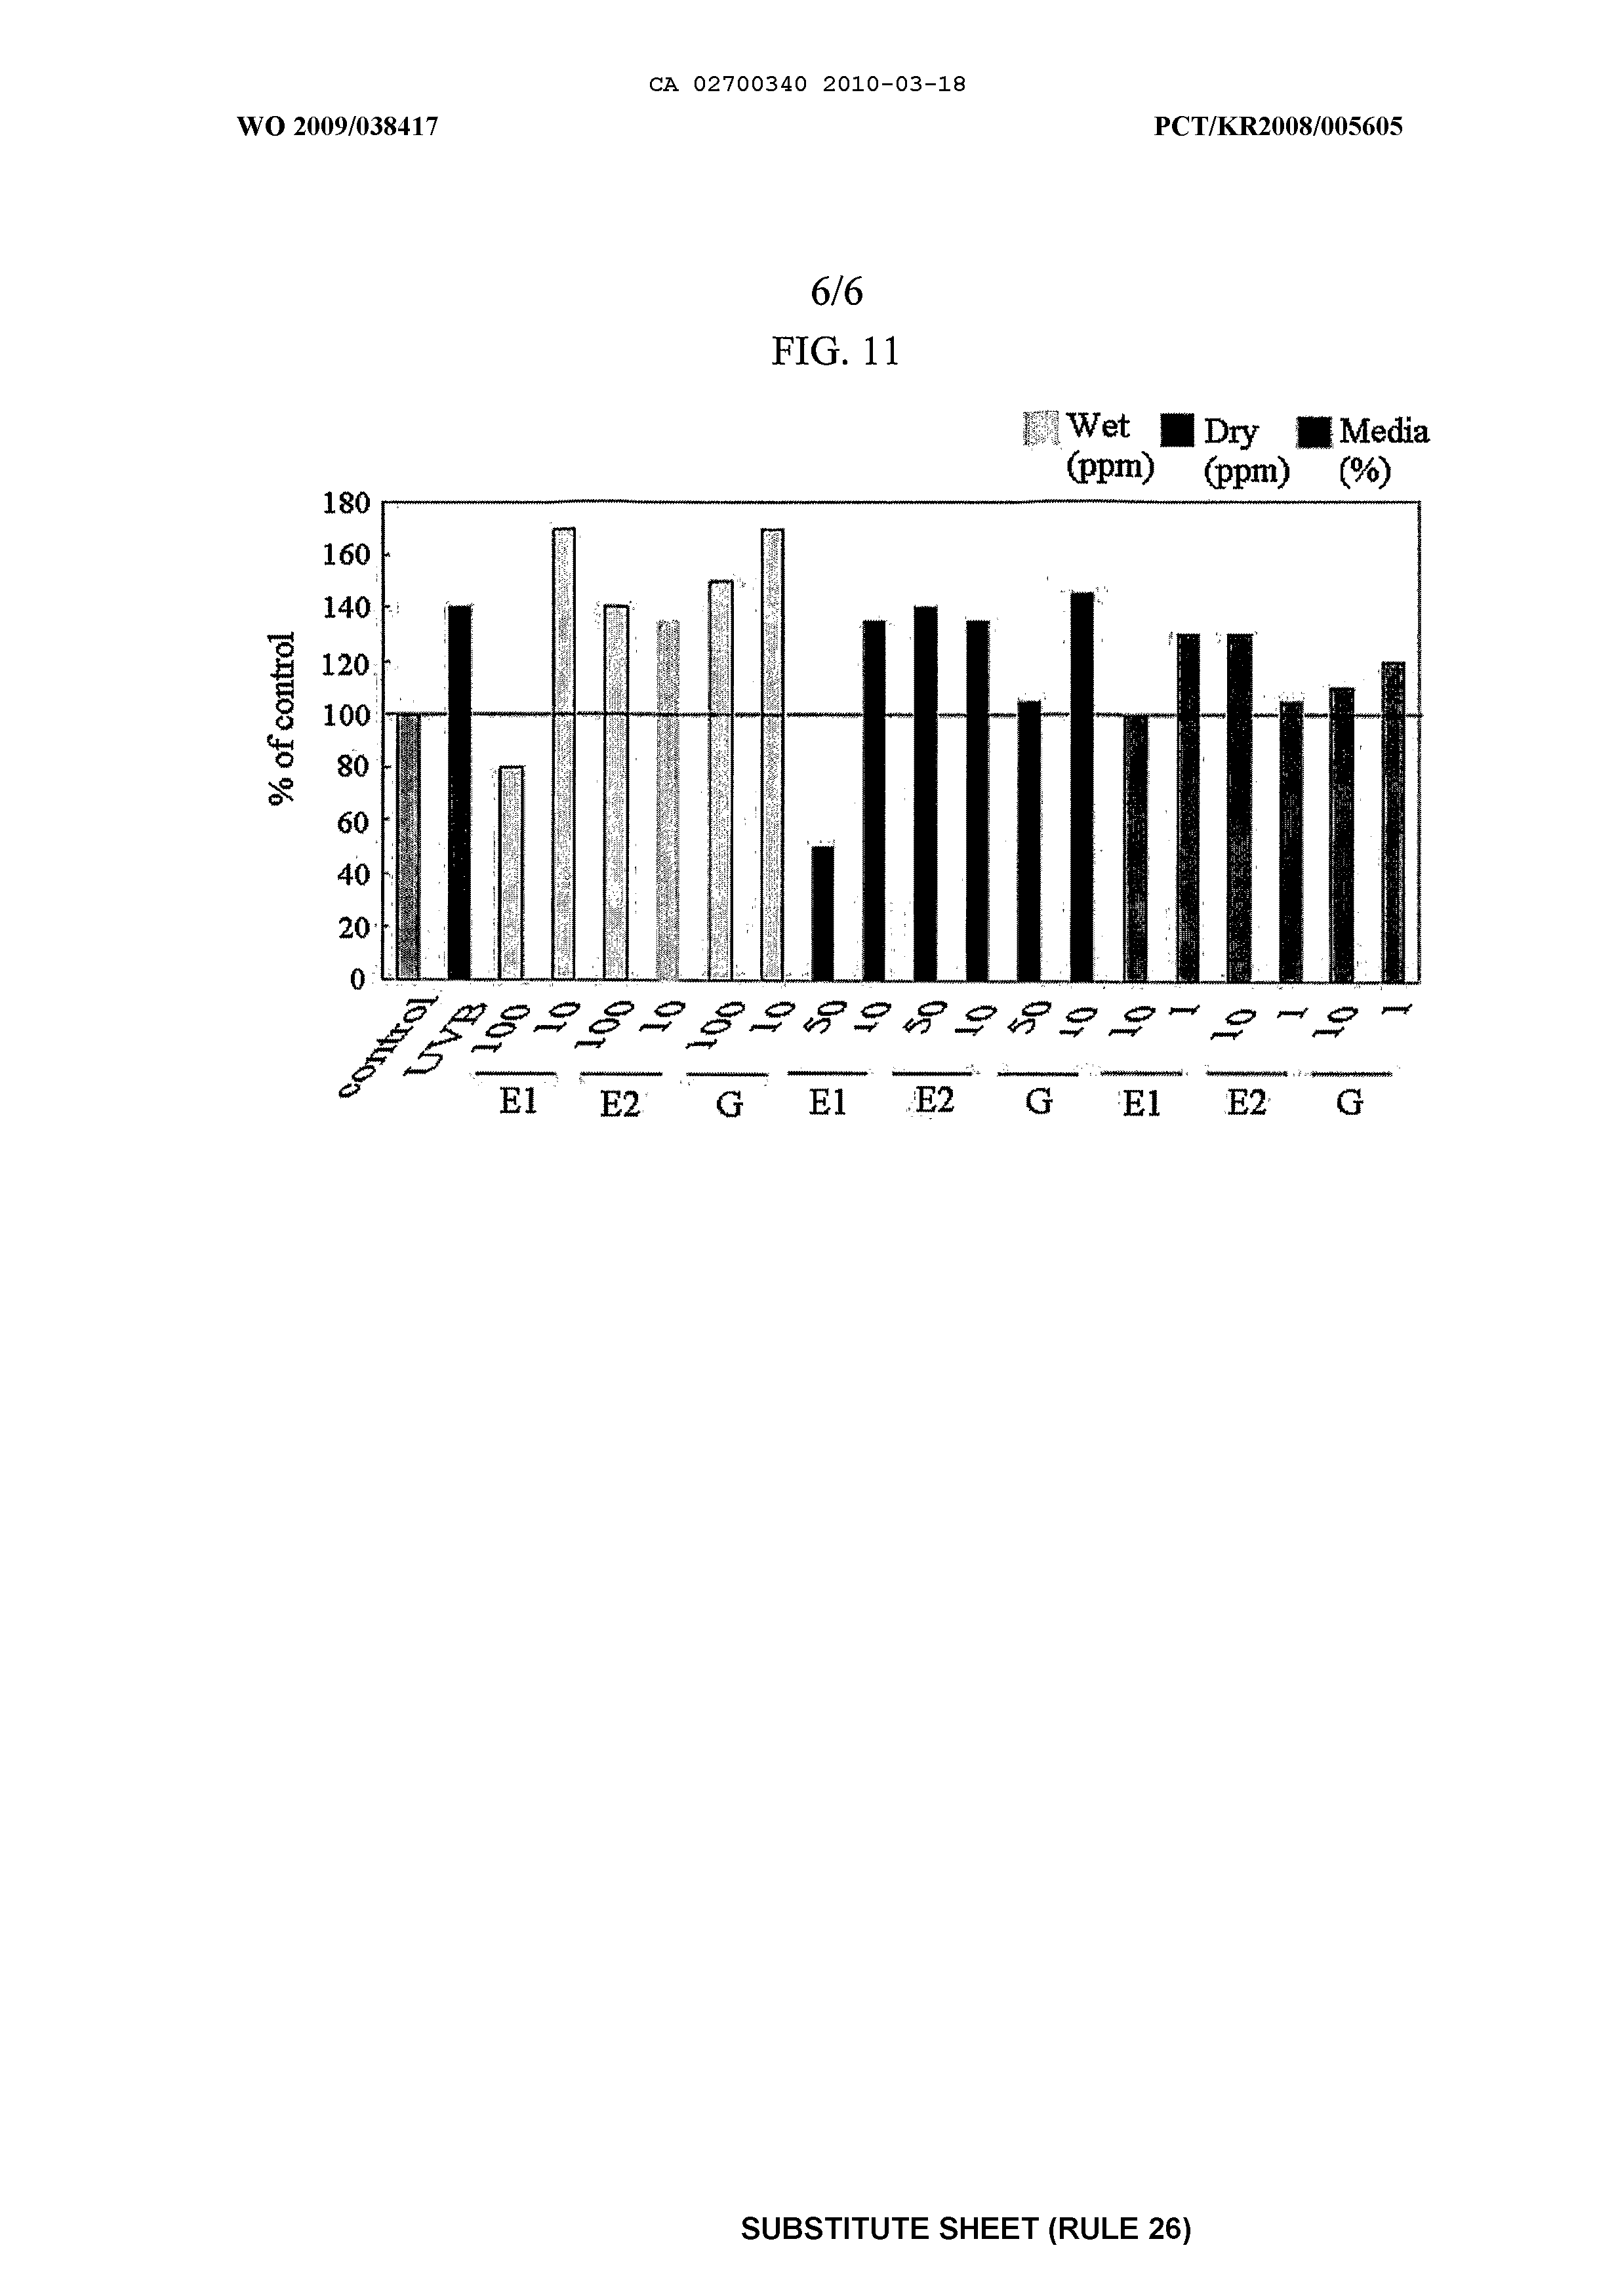 CA 02700340 2010-03-18
WO 2009/038417 PCT/KR2008/005605
6/6
FIG. 11
Wet (ppm) Dry (ppm) Media (%)
% of control
180
160
140
120
100
80
60
40
20
0
control UVB 100 10 100 10 100 10 50 10 50 10 50 10 10 1 10 1 10 1
E1 E2 G E1 E2 G E1 E2 G
SUBSTITUTE SHEET (RULE 26)